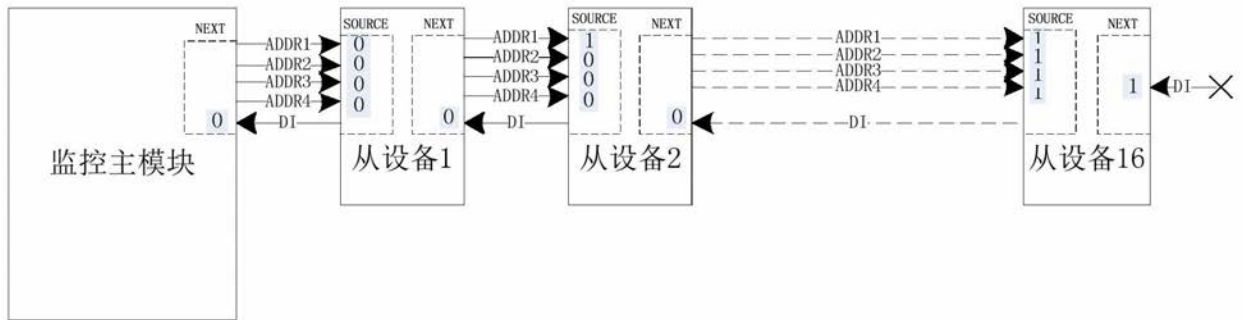 NEXT
ADDR1
ADDR2
ADDR3
ADDR4
0
DI
监控主模块
SOURCE NEXT
0
0
0
0
0
从设备1
ADDR1
ADDR2
ADDR3
ADDR4
DI
SOURCE NEXT
1
0
0
0
0
从设备2
ADDR1
ADDR2
ADDR3
ADDR4
DI
SOURCE NEXT
1
1
1
1
1
从设备16
DI